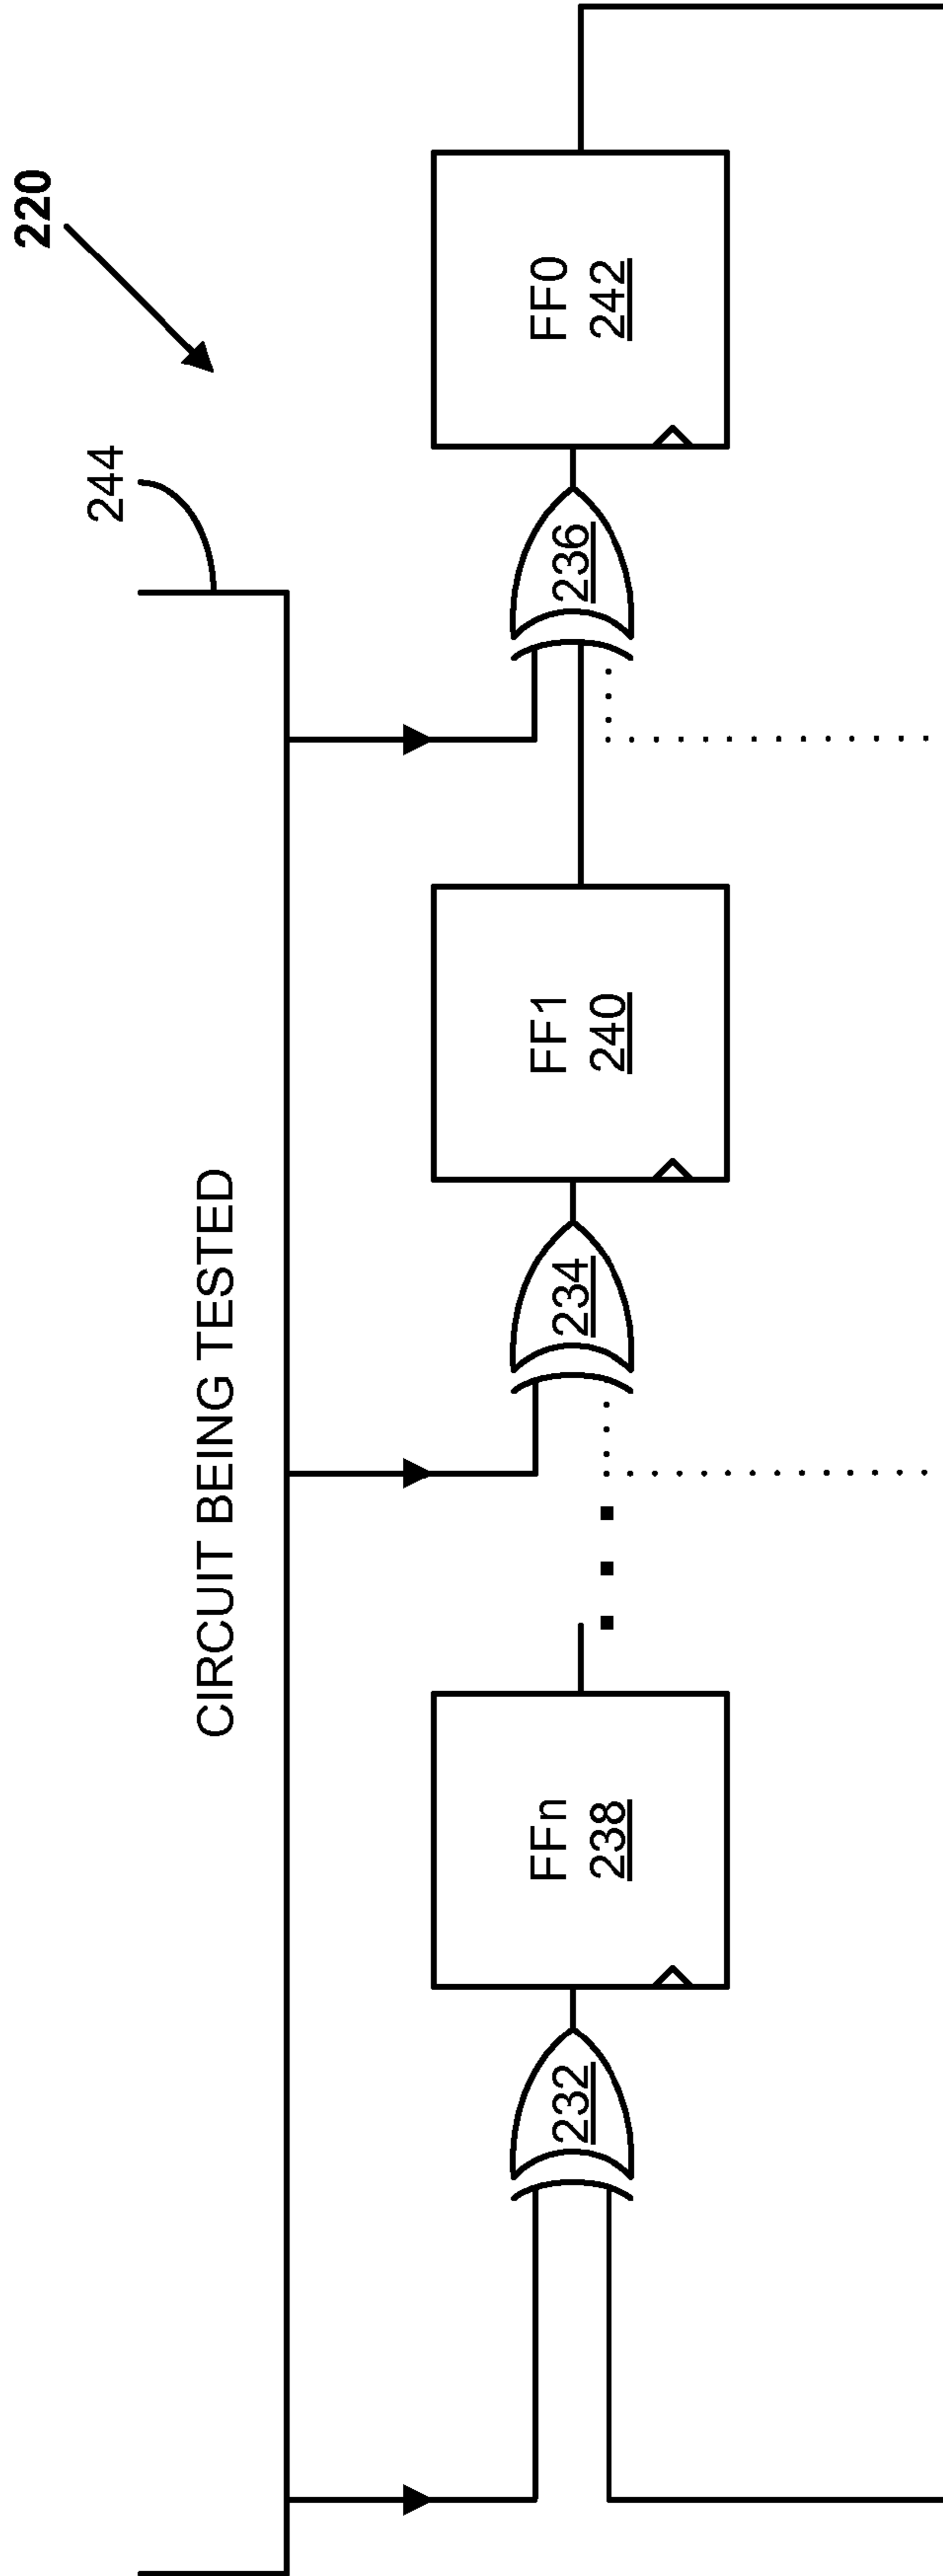 220
244
CIRCUIT BEING TESTED
232
FFn
238
234
FF1
240
236
FF0
242